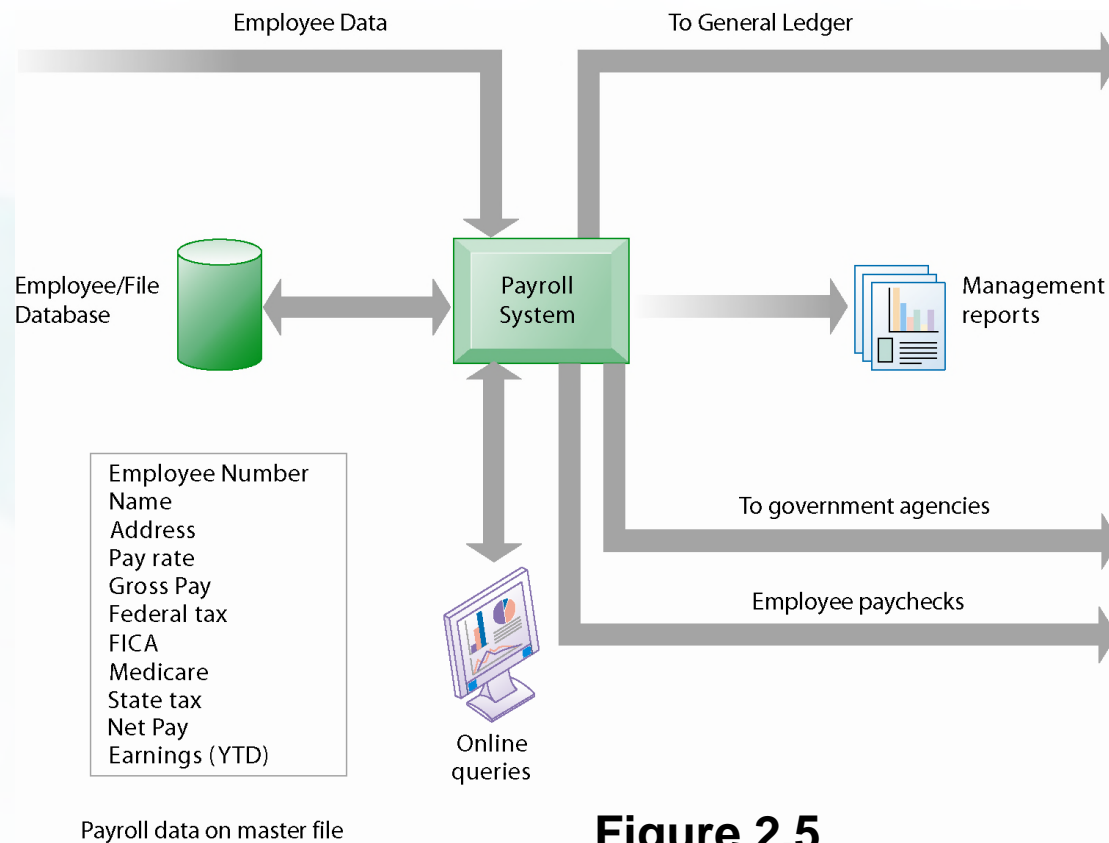 Employee Data
To General Ledger
Employee/File
Database
Payroll
System
Management
reports
Employee Number
Name
Address
Pay rate
Gross Pay
Federal tax
FICA
Medicare
State tax
Net Pay
Earnings (YTD)
To government agencies
Employee paychecks
Online
queries
Payroll data on master file
Figure 2.5